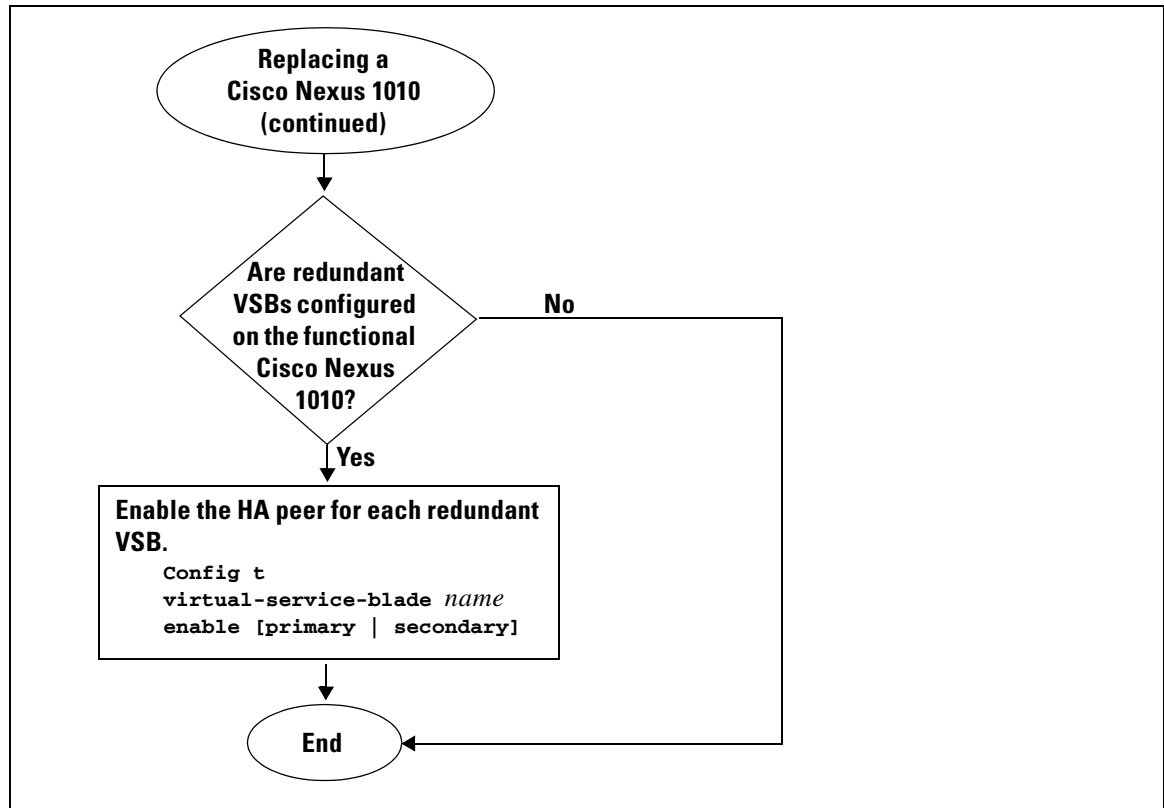 Replacing a
Cisco Nexus 1010
(continued)
Are redundant
VSBs configured
on the functional
Cisco Nexus
1010?
No
Yes
Enable the HA peer for each redundant
VSB.
Config t
virtual-service-blade name
enable [primary | secondary]
End